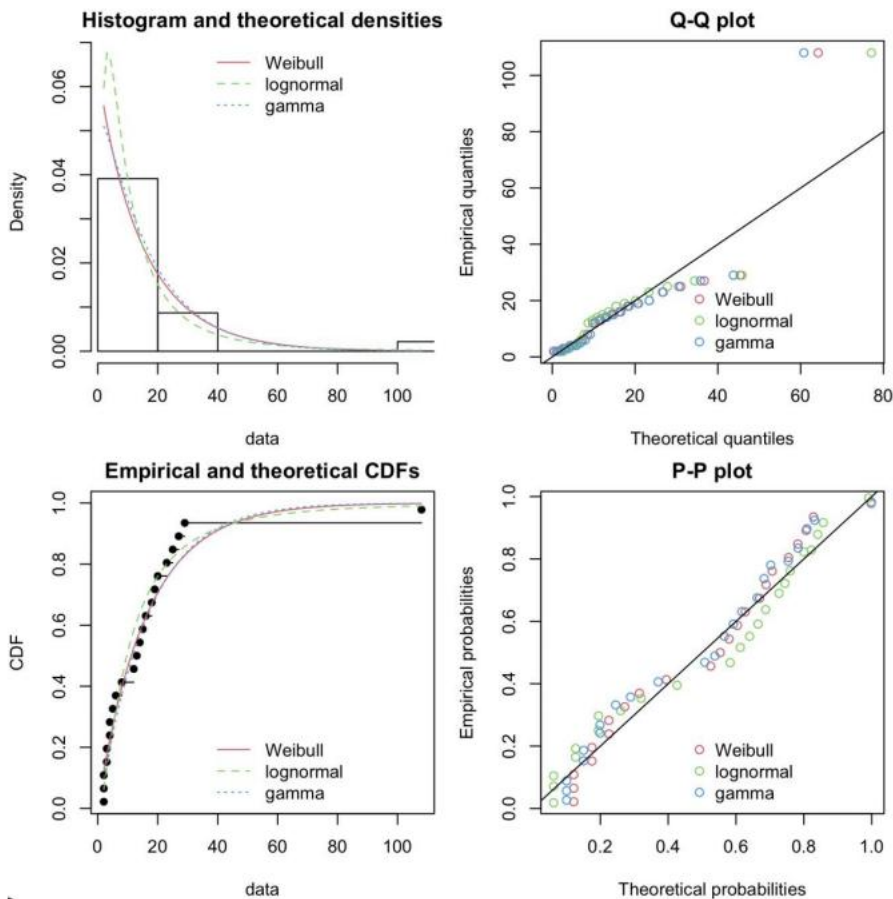 Histogram and theoretical densities
Density
0.00
0.02
0.04
0.06
Weibull
lognormal
gamma
0
20
40
60
80
100
data
Q-Q plot
Empirical quantiles
0
20
40
60
80
100
Weibull
lognormal
gamma
0
20
40
60
80
Theoretical quantiles
Empirical and theoretical CDFs
CDF
0.0
0.2
0.4
0.6
0.8
1.0
Weibull
lognormal
gamma
0
20
40
60
80
100
data
P-P plot
Empirical probabilities
0.0
0.2
0.4
0.6
0.8
1.0
Weibull
lognormal
gamma
0.2
0.4
0.6
0.8
1.0
Theoretical probabilities